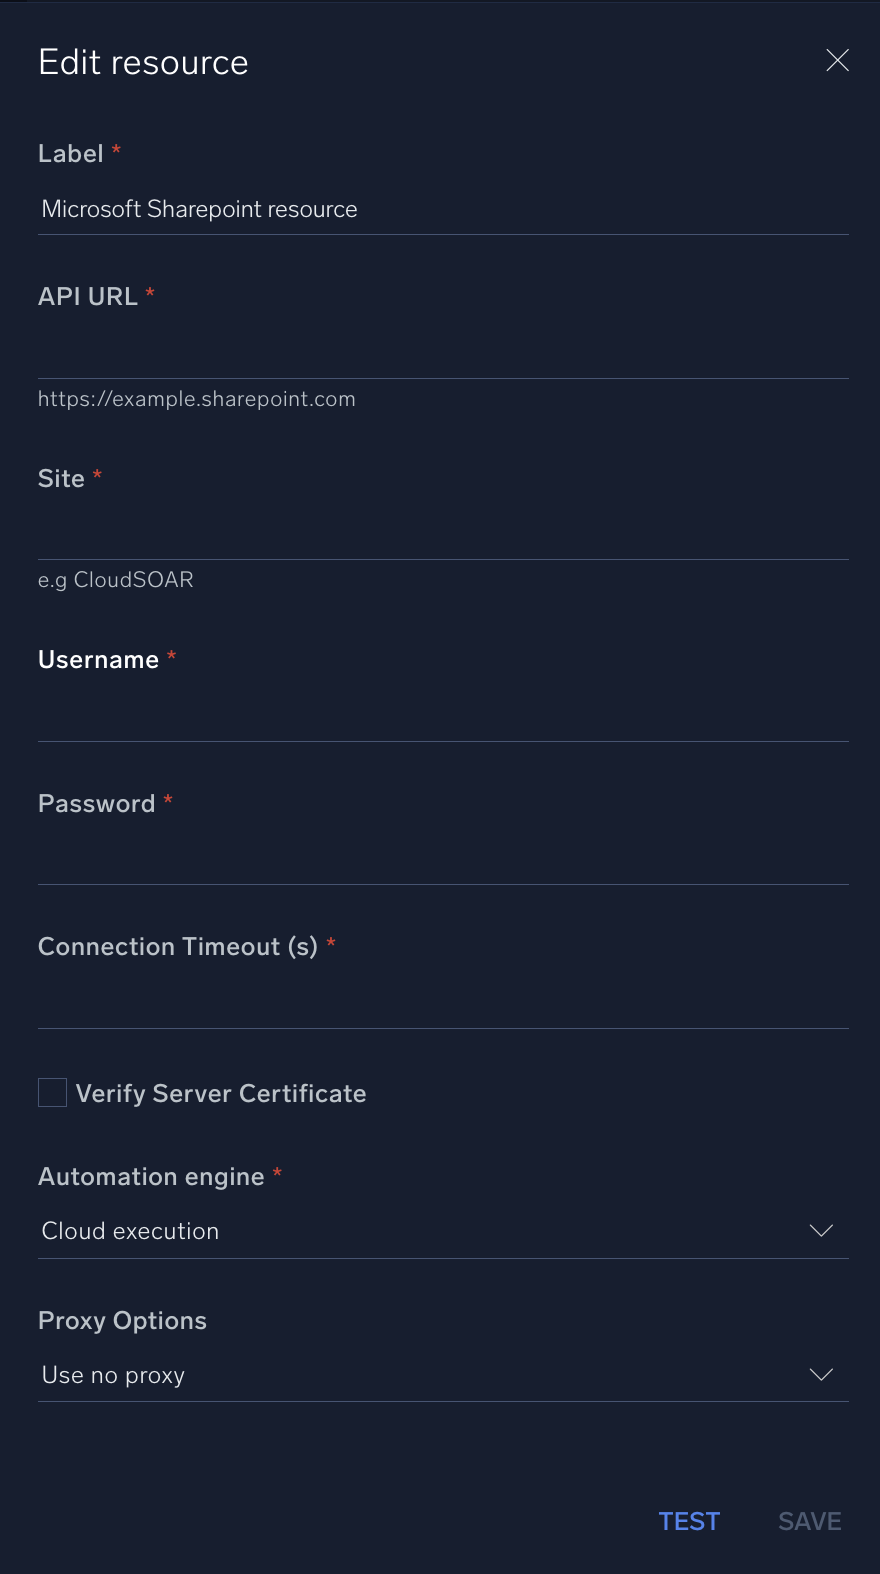 Edit resource
Label *
Microsoft Sharepoint resource
API URL *
https://example.sharepoint.com
Site *
e.g CloudSOAR
Username *
Password *
Connection Timeout (s) *
Verify Server Certificate
Automation engine *
Cloud execution
Proxy Options
Use no proxy
TEST SAVE